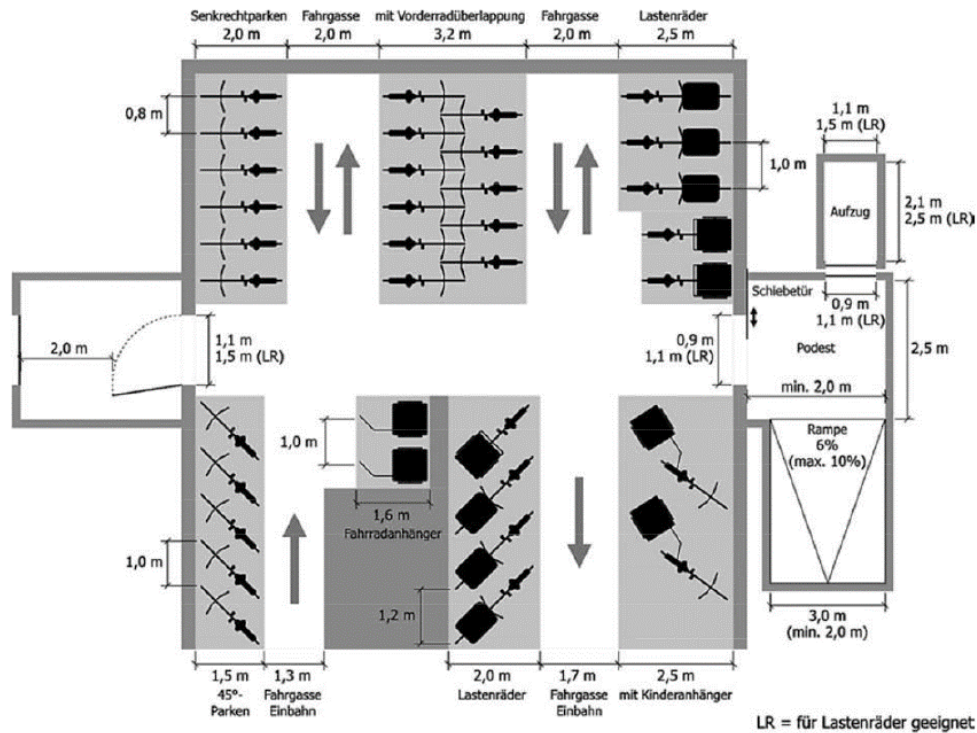 Senkrechtparken
2,0 m
Fahrgasse
2,0 m
mit Vorderradüberlappung
3,2 m
Fahrgasse
2,0 m
Lastenräder
2,5 m
0,8 m
1,0 m
1,1 m
1,5 m (LR)
Aufzug
2,1 m
2,5 m (LR)
Schiebetür
0,9 m
1,1 m (LR)
2,0 m
1,1 m
1,5 m (LR)
0,9 m
1,1 m (LR)
Podest
2,5 m
min. 2,0 m
1,0 m
Rampe
6%
(max. 10%)
1,6 m
Fahrradanhänger
1,0 m
1,2 m
3,0 m
(min. 2,0 m)
1,5 m
45°-
Parken
1,3 m
Fahrgasse
Einbahn
2,0 m
Lastenräder
1,7 m
Fahrgasse
Einbahn
2,5 m
mit Kinderanhänger
LR = für Lastenräder geeignet